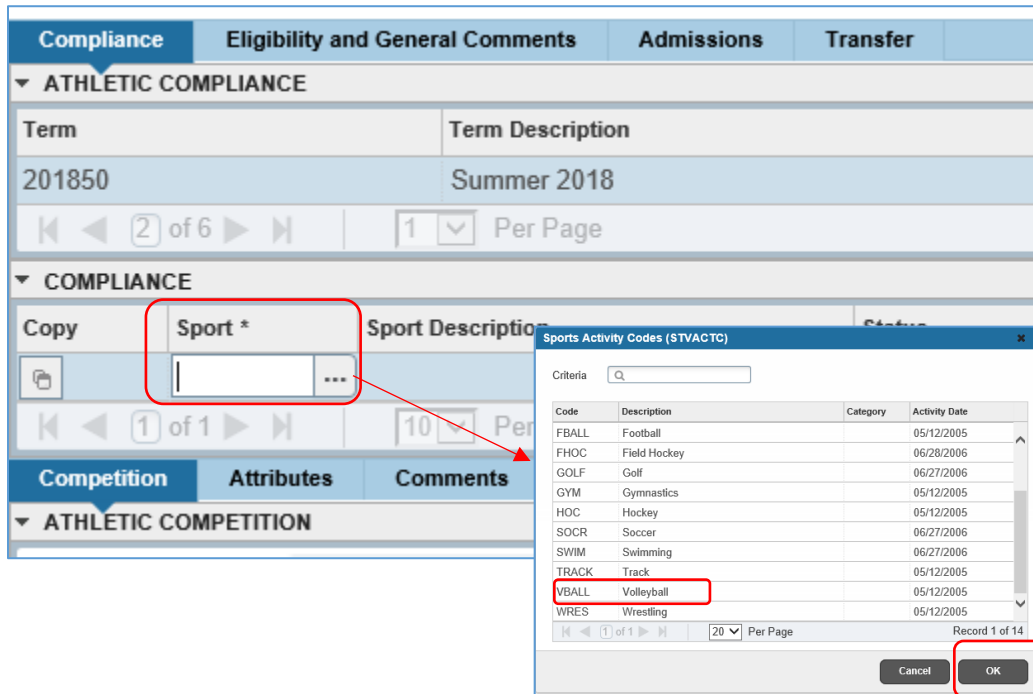 Compliance Eligibility and General Comments Admissions Transfer
ATHLETIC COMPLIANCE
Term Term Description
201850 Summer 2018
2 of 6 1 Per Page
COMPLIANCE
Copy Sport * Sport Description
...
1 of 1 10 Per
Competition Attributes Comments
ATHLETIC COMPETITION
Sports Activity Codes (STVACTC)
Criteria
Code Description Category Activity Date
FBALL Football 05/12/2005
FHOC Field Hockey 06/28/2006
GOLF Golf 06/27/2006
GYM Gymnastics 05/12/2005
HOC Hockey 05/12/2005
SOCR Soccer 06/27/2006
SWIM Swimming 06/27/2006
TRACK Track 05/12/2005
VBALL Volleyball 05/12/2005
WRES Wrestling 05/12/2005
1 of 1 20 Per Page Record 1 of 14
Cancel OK